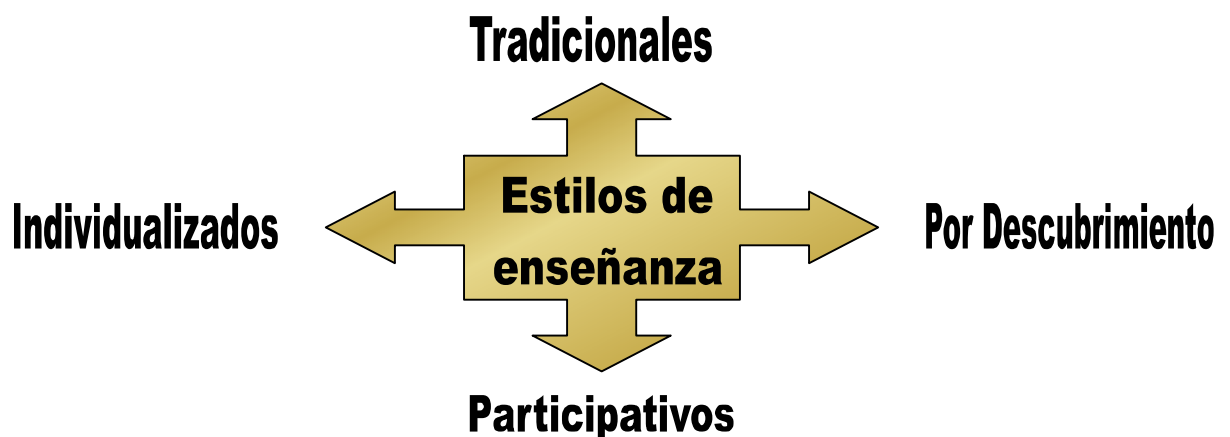 Tradicionales
Individualizados
Estilos de
enseñanza
Por Descubrimiento
Participativos